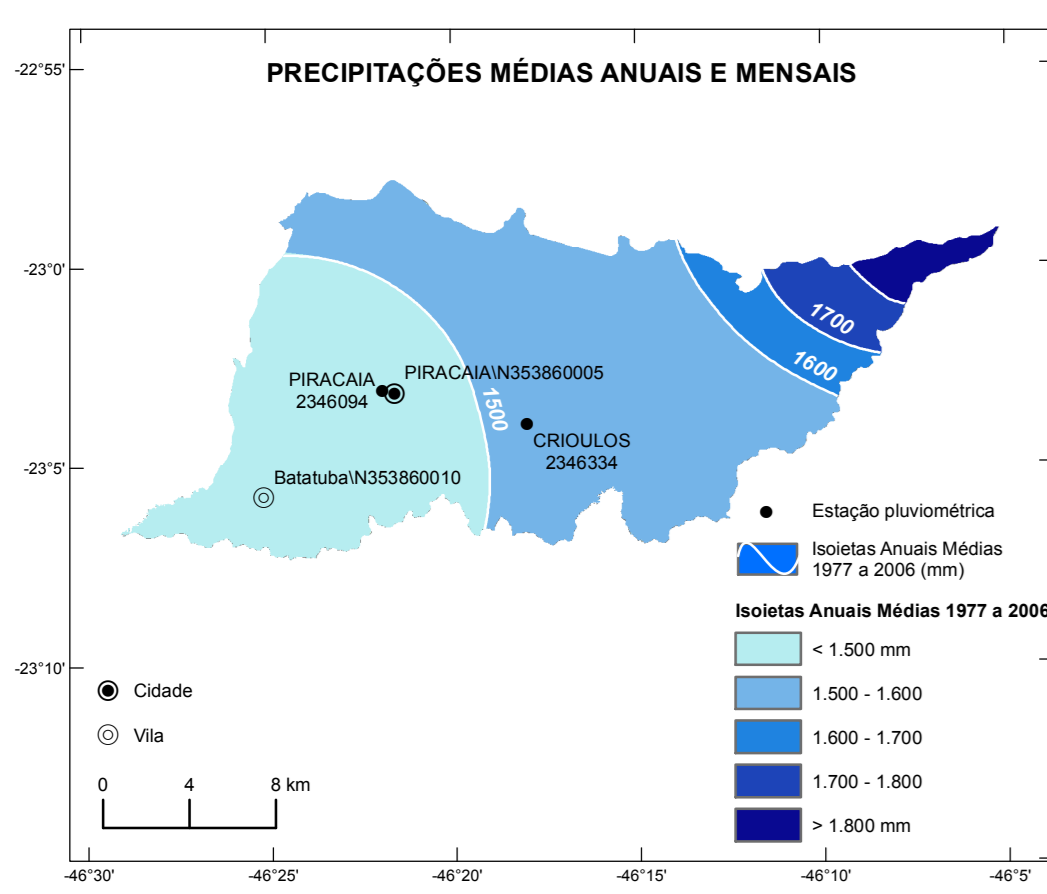 PRECIPITAÇÕES MÉDIAS ANUAIS E MENSAIS
-22°55'
-23°0'
-23°5'
-23°10'
1700
1600
1500
PIRACAIA
2346094
PIRACAIA\N353860005
CRIOULOS
2346334
Batatuba\N353860010
Estação pluviométrica
Isoietas Anuais Médias
1977 a 2006 (mm)
Isoietas Anuais Médias 1977 a 2006
< 1.500 mm
1.500 - 1.600
1.600 - 1.700
1.700 - 1.800
> 1.800 mm
Cidade
Vila
0 4 8 km
-46°30' -46°25' -46°20' -46°15' -46°10' -46°5'